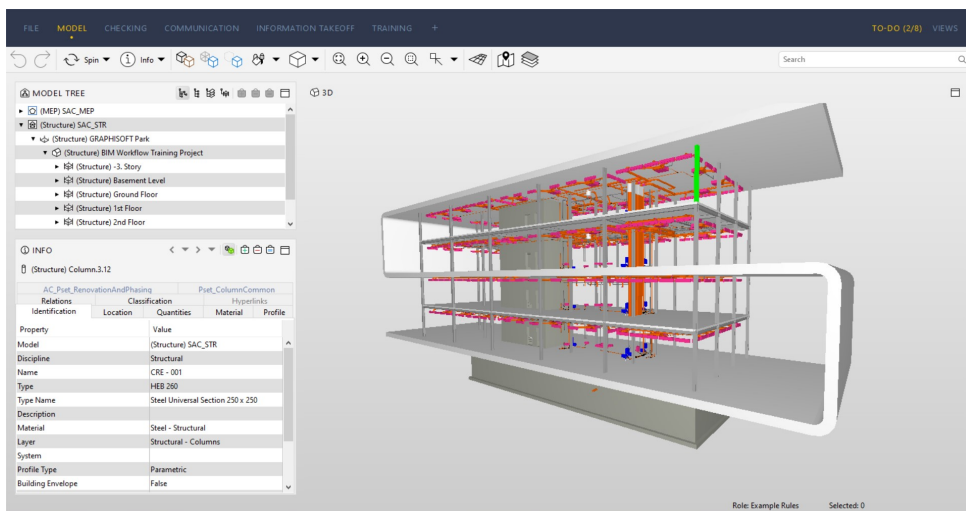 FILE MODEL CHECKING COMMUNICATION INFORMATION TAKEOFF TRAINING + TO-DO (2/8) VIEWS
Spin Info Search
MODEL TREE 3D
(MEP) SAC_MEP
(Structure) SAC_STR
(Structure) GRAPHISOFT Park
(Structure) BIM Workflow Training Project
(Structure) -3. Story
(Structure) Basement Level
(Structure) Ground Floor
(Structure) 1st Floor
(Structure) 2nd Floor
INFO
(Structure) Column.3.12
AC_Pset_RenovationAndPhasing Pset_ColumnCommon
Relations Classification Hyperlinks
Identification Location Quantities Material Profile
Property Value
Model (Structure) SAC_STR
Discipline Structural
Name CRE - 001
Type HEB 260
Type Name Steel Universal Section 250 x 250
Description
Material Steel - Structural
Layer Structural - Columns
System
Profile Type Parametric
Building Envelope False
Role: Example Rules Selected: 0